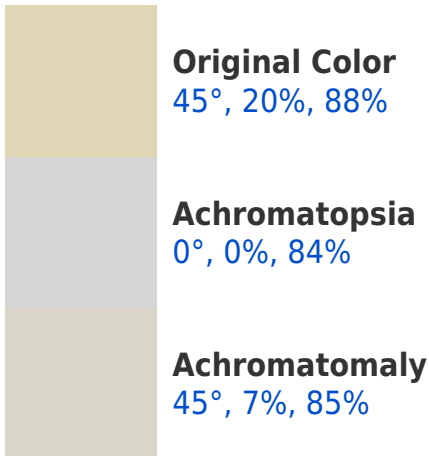 Original Color
45°, 20%, 88%
Achromatopsia
0°, 0%, 84%
Achromatomaly
45°, 7%, 85%